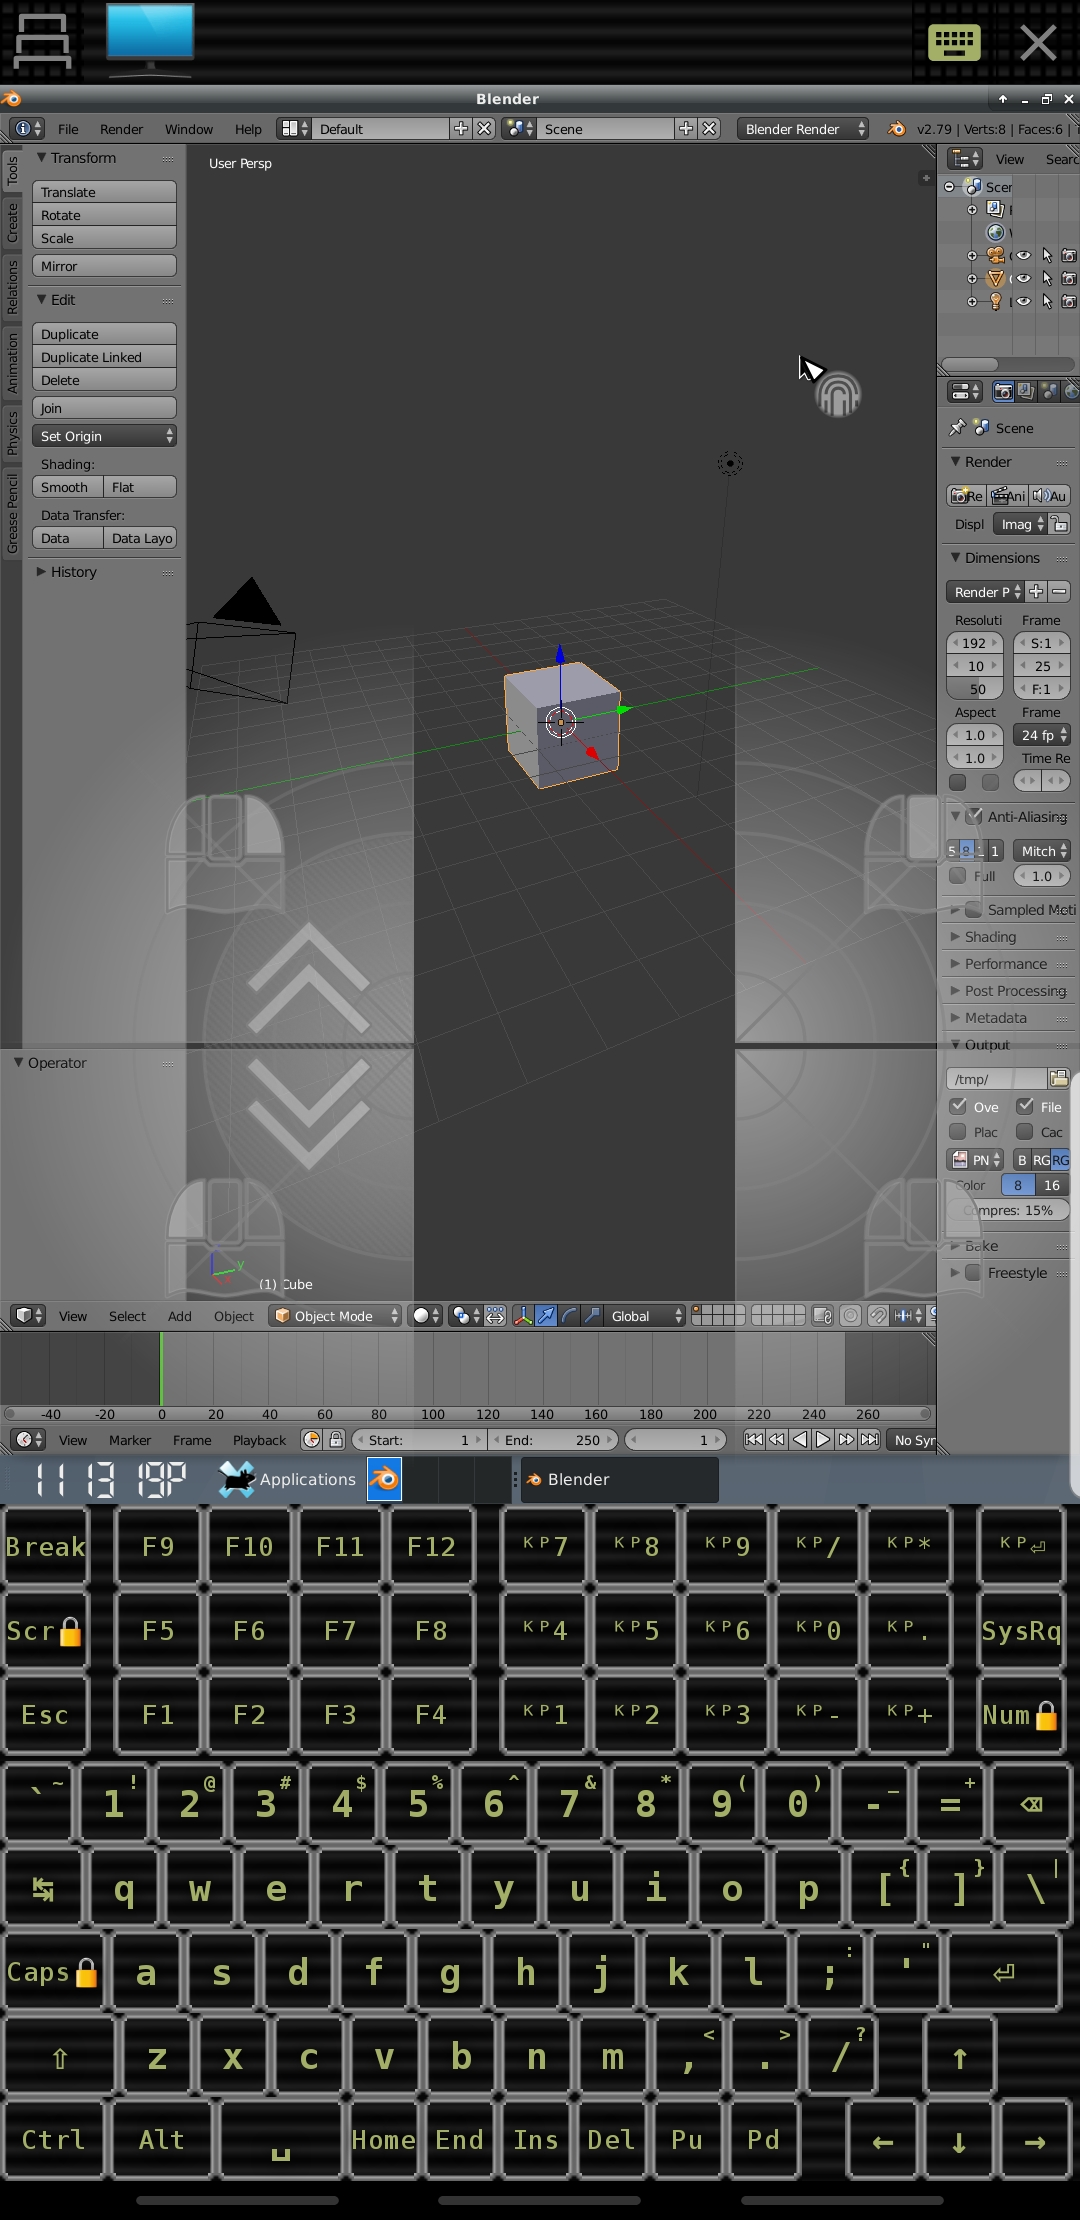 Blender
File Render Window Help Default Scene Blender Render v2.79 | Verts:8 | Faces:6 |
Tools
Create
Relations
Animation
Physics
Grease Pencil
Transform
Translate
Rotate
Scale
Mirror
Edit
Duplicate
Duplicate Linked
Delete
Join
Set Origin
Shading:
Smooth Flat
Data Transfer:
Data Data Layo
History
Operator
User Persp
(1) Cube
View Searc
Scer
Scene
Render
Re Ani Au
Displ Imag
Dimensions
Render P
Resoluti Frame
192 S:1
10 25
50 F:1
Aspect Frame
1.0 24 fp
1.0 Time Re
Anti-Aliasing
5 8 1 1 Mitch
Full 1.0
Sampled Moti
Shading
Performance
Post Processing
Metadata
Output
/tmp/
Ove File
Plac Cac
PN B RG RG
Color 8 16
Compres: 15%
Bake
Freestyle
y
View Select Add Object Object Mode Global
-40 -20 0 20 40 60 80 100 120 140 160 180 200 220 240 260
View Marker Frame Playback Start: 1 End: 250 1 No Syn
11 13 19P Applications Blender
Break F9 F10 F11 F12 KP7 KP8 KP9 KP/ KP* KP⏎
Scr F5 F6 F7 F8 KP4 KP5 KP6 KP0 KP. SysRq
Esc F1 F2 F3 F4 KP1 KP2 KP3 KP- KP+ Num
` ~ 1 ! 2 @ 3 # 4 $ 5 % 6 ^ 7 & 8 * 9 ( 0 ) - _ = + ⌫
↹ q w e r t y u i o p [ { ] } \ |
Caps a s d f g h j k l ; : ' " ⏎
⇧ z x c v b n m , < . > / ? ↑
Ctrl Alt ␣ Home End Ins Del Pu Pd ← ↓ →